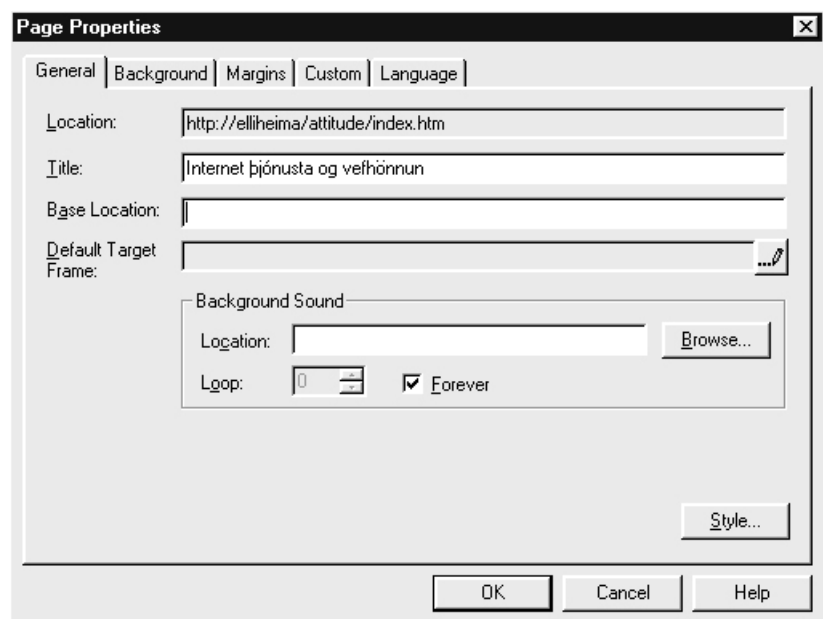 Page Properties
General Background Margins Custom Language
Location: http://elliheima/attitude/index.htm
Title: Internet þjónusta og vefhönnun
Base Location:
Default Target
Frame:
...
Background Sound
Location: Browse...
Loop: 0 Forever
Style...
OK Cancel Help